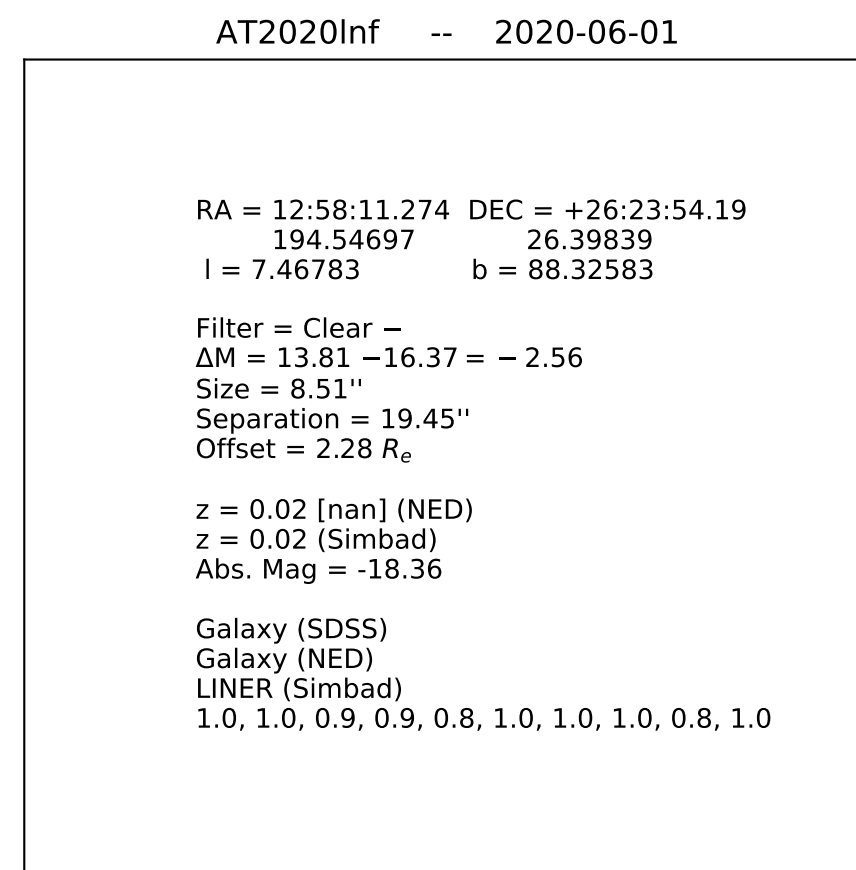 AT2020lnf -- 2020-06-01
RA = 12:58:11.274 DEC = +26:23:54.19
194.54697 26.39839
l = 7.46783 b = 88.32583
Filter = Clear −
ΔM = 13.81 −16.37 = − 2.56
Size = 8.51''
Separation = 19.45''
Offset = 2.28 Rₑ
z = 0.02 [nan] (NED)
z = 0.02 (Simbad)
Abs. Mag = -18.36
Galaxy (SDSS)
Galaxy (NED)
LINER (Simbad)
1.0, 1.0, 0.9, 0.9, 0.8, 1.0, 1.0, 1.0, 0.8, 1.0